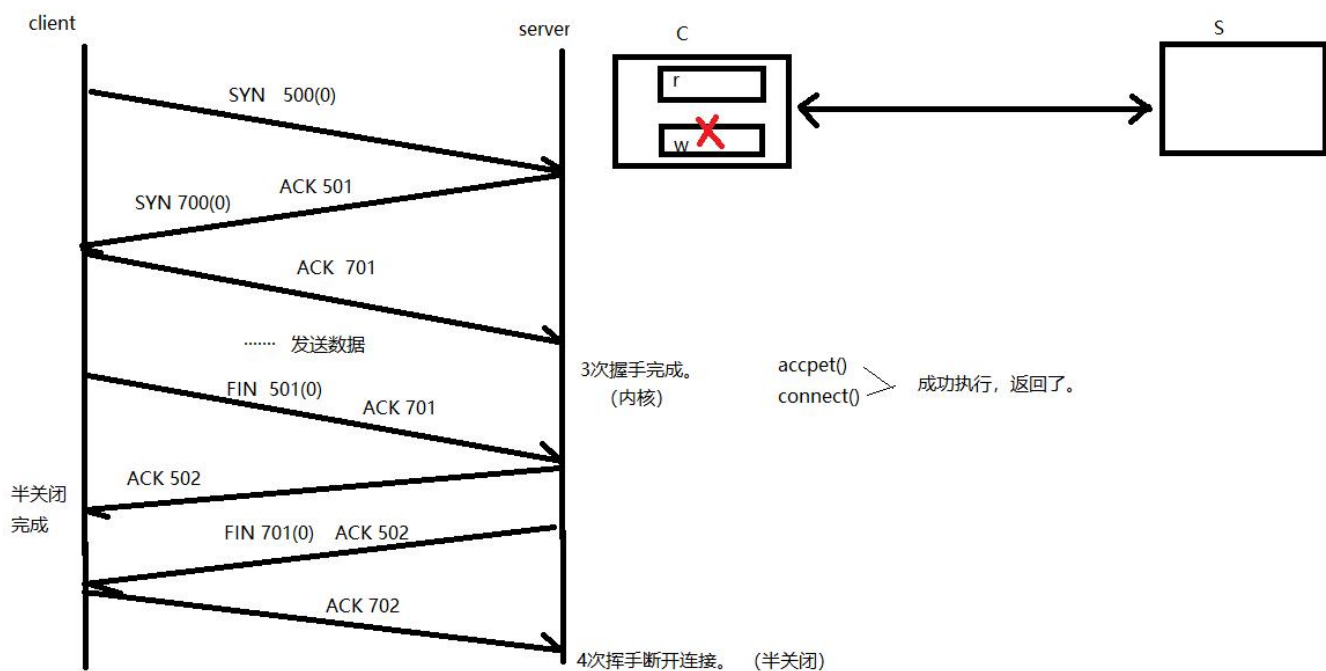 client
server
C
S
r
w
SYN 500(0)
ACK 501
SYN 700(0)
ACK 701
······· 发送数据
3次握手完成。
（内核）
accpet()
connect()
成功执行，返回了。
FIN 501(0)
ACK 701
ACK 502
半关闭
完成
FIN 701(0) ACK 502
ACK 702
4次挥手断开连接。 （半关闭）